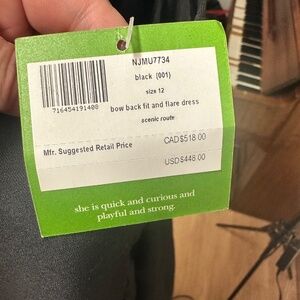 NJMU7734
black (001)
size 12
716454191408
bow back fit and flare dress
scenic route
Mfr. Suggested Retail Price
CAD$518.00
USD$448.00
she is quick and curious and
playful and strong.